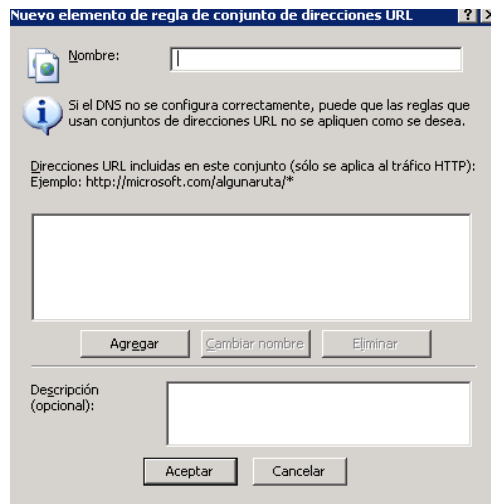 Nuevo elemento de regla de conjunto de direcciones URL
Nombre:
Si el DNS no se configura correctamente, puede que las reglas que
usan conjuntos de direcciones URL no se apliquen como se desea.
Direcciones URL incluidas en este conjunto (sólo se aplica al tráfico HTTP):
Ejemplo: http://microsoft.com/algunaruta/*
Agregar Cambiar nombre Eliminar
Descripción
(opcional):
Aceptar Cancelar